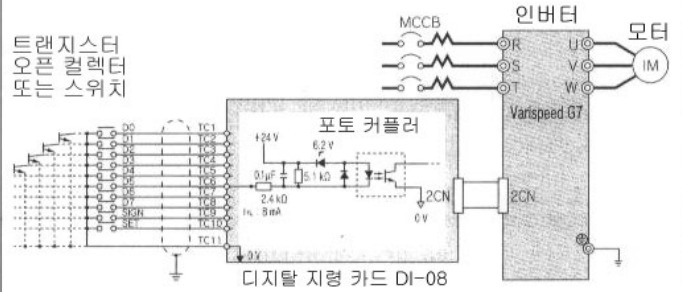 인버터
모터
MCCB
트랜지스터
오픈 컬렉터
또는 스위치
R
S
T
U
V
W
IM
Varispeed G7
포토 커플러
+24 V
6.2 V
0.1μF
5.1 kΩ
2.4 kΩ
8 mA
0 V
0 V
2CN
2CN
D0 TC1
D1 TC2
D2 TC3
D3 TC4
D4 TC5
D5 TC6
D6 TC7
D7 TC8
SIGN TC9
SET TC10
TC11
디지탈 지령 카드 DI-08